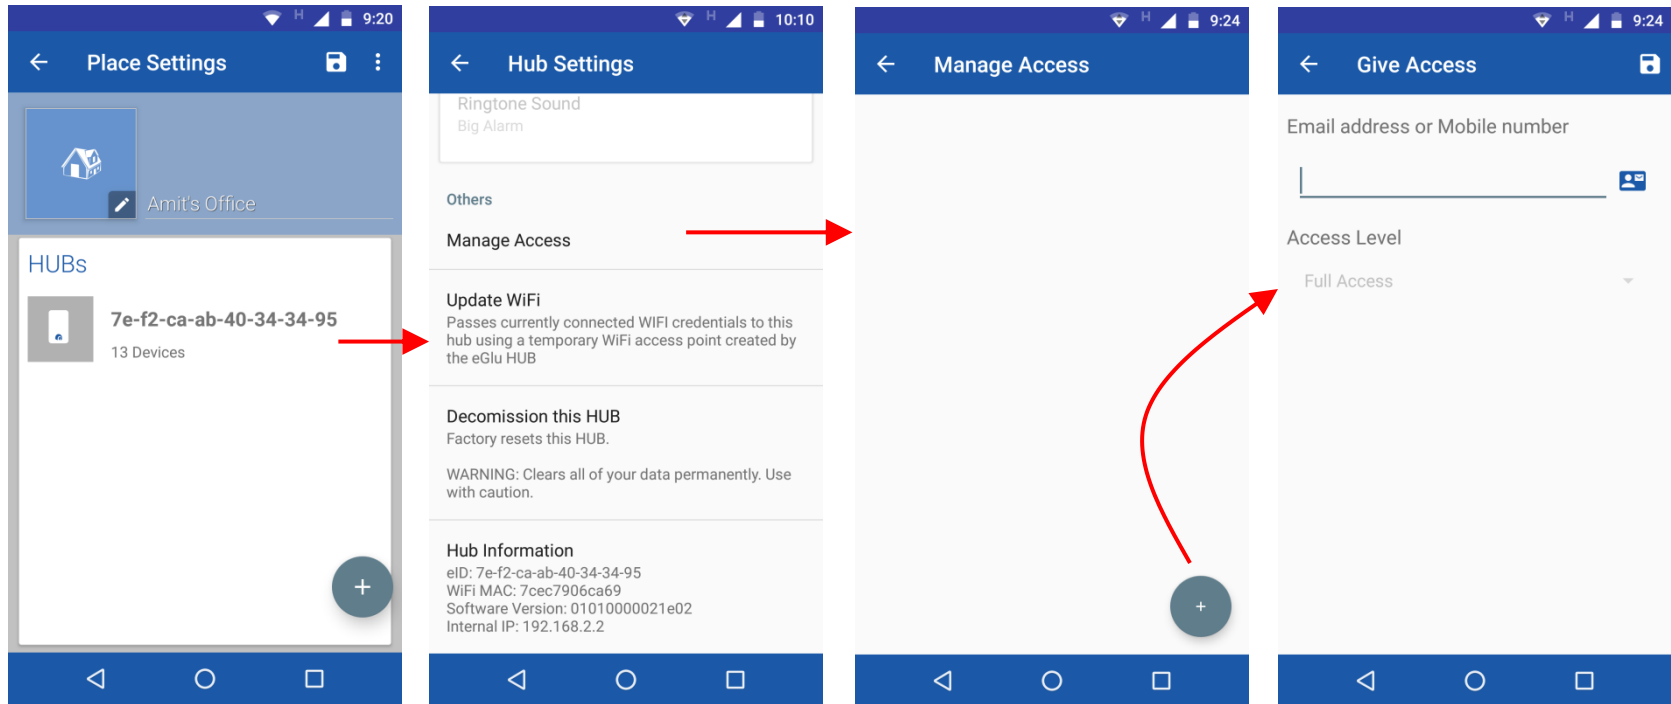 H 9:20
Place Settings
Amit's Office
HUBs
7e-f2-ca-ab-40-34-34-95
13 Devices
+
H 10:10
Hub Settings
Ringtone Sound
Big Alarm
Others
Manage Access
Update WiFi
Passes currently connected WIFI credentials to this
hub using a temporary WiFi access point created by
the eGlu HUB
Decomission this HUB
Factory resets this HUB.
WARNING: Clears all of your data permanently. Use
with caution.
Hub Information
eID: 7e-f2-ca-ab-40-34-34-95
WiFi MAC: 7cec7906ca69
Software Version: 01010000021e02
Internal IP: 192.168.2.2
H 9:24
Manage Access
+
H 9:24
Give Access
Email address or Mobile number
Access Level
Full Access